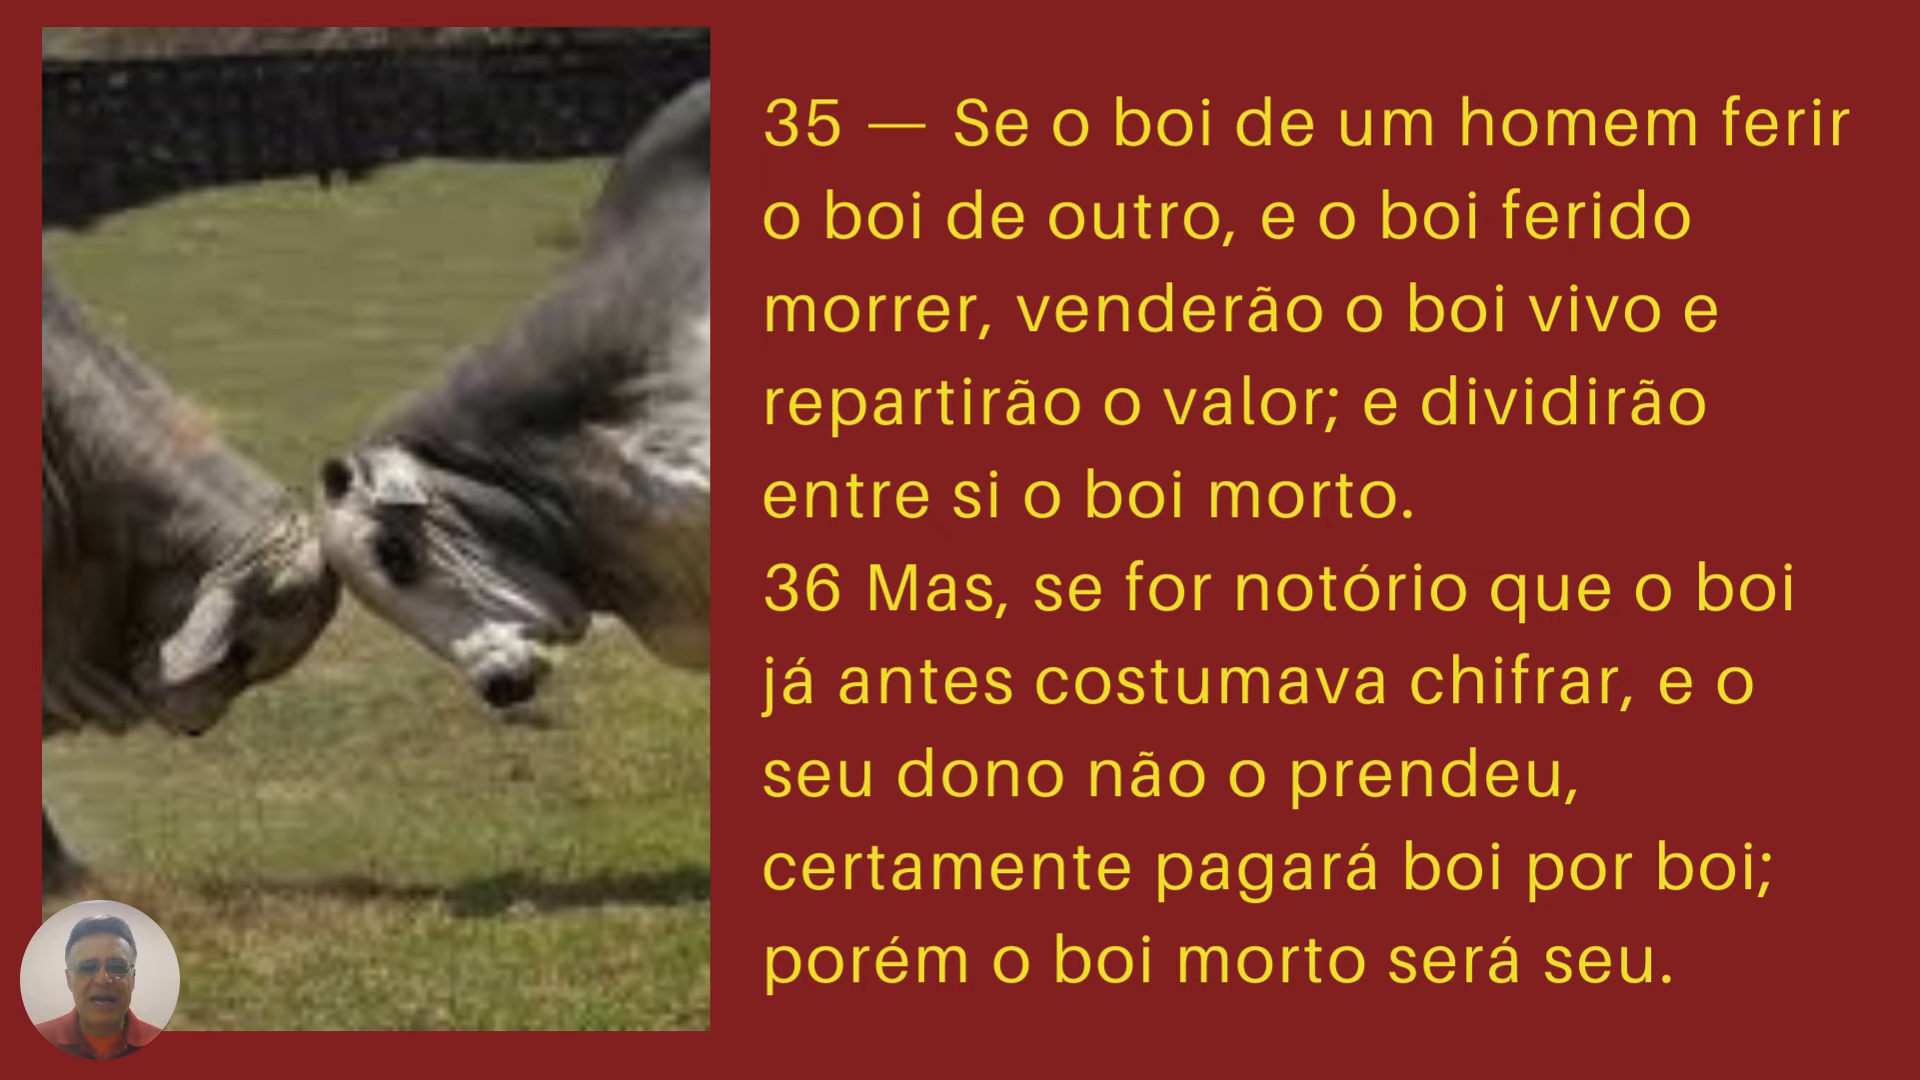 35 — Se o boi de um homem ferir
o boi de outro, e o boi ferido
morrer, venderão o boi vivo e
repartirão o valor; e dividirão
entre si o boi morto.
36 Mas, se for notório que o boi
já antes costumava chifrar, e o
seu dono não o prendeu,
certamente pagará boi por boi;
porém o boi morto será seu.